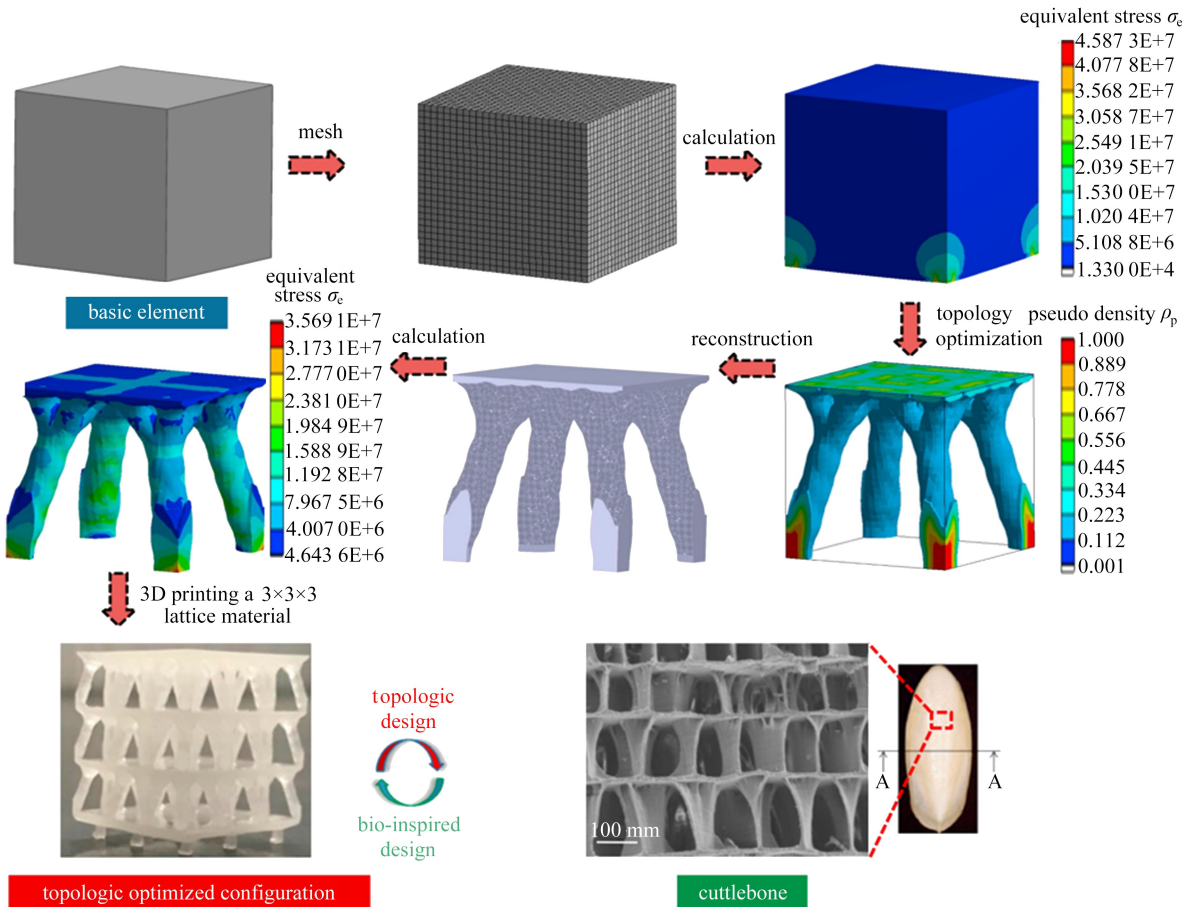 mesh
calculation
equivalent stress σe
4.587 3E+7
4.077 8E+7
3.568 2E+7
3.058 7E+7
2.549 1E+7
2.039 5E+7
1.530 0E+7
1.020 4E+7
5.108 8E+6
1.330 0E+4
basic element
topology
optimization
pseudo density ρp
1.000
0.889
0.778
0.667
0.556
0.445
0.334
0.223
0.112
0.001
reconstruction
calculation
equivalent
stress σe
3.569 1E+7
3.173 1E+7
2.777 0E+7
2.381 0E+7
1.984 9E+7
1.588 9E+7
1.192 8E+7
7.967 5E+6
4.007 0E+6
4.643 6E+6
3D printing a 3×3×3
lattice material
topologic
design
bio-inspired
design
100 mm
A
A
topologic optimized configuration
cuttlebone